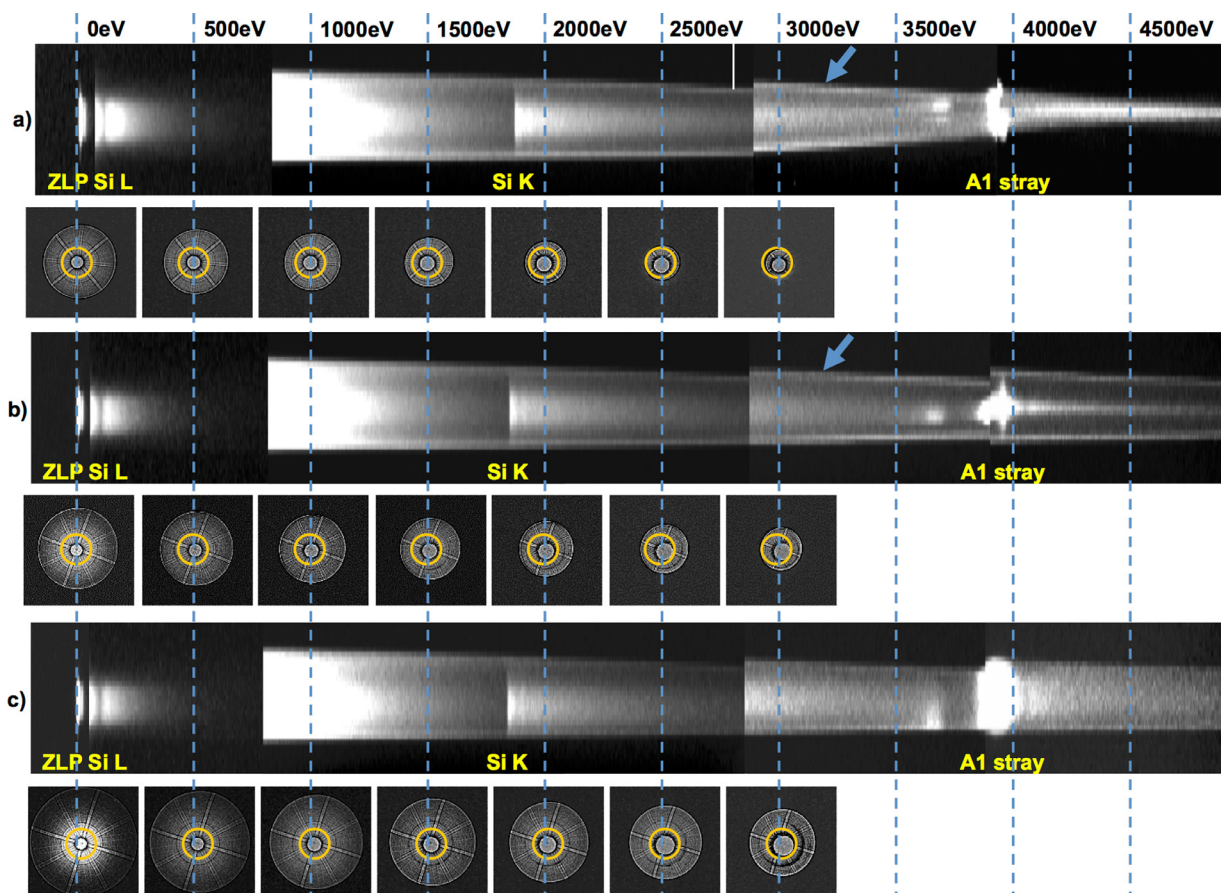 0eV 500eV 1000eV 1500eV 2000eV 2500eV 3000eV 3500eV 4000eV 4500eV
a)
ZLP Si L Si K A1 stray
b)
ZLP Si L Si K A1 stray
c)
ZLP Si L Si K A1 stray